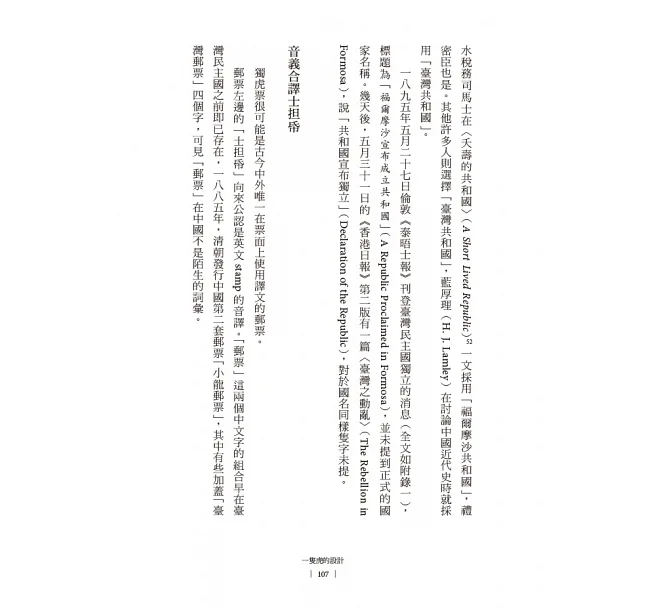 水稅務司馬士在〈夭壽的共和國〉(A Short Lived Republic)52 一文採用「福爾摩沙共和國」，禮
密臣也是。其他許多人則選擇「臺灣共和國」，藍厚理(H. J. Lamley)在討論中國近代史時就採
用「臺灣共和國」。
一八九五年五月二十七日倫敦《泰晤士報》刊登臺灣民主國獨立的消息(全文如附錄一)，
標題為「福爾摩沙宣布成立共和國」(A Republic Proclaimed in Formosa)，並未提到正式的國
家名稱。幾天後，五月三十一日的《香港日報》第二版有一篇〈臺灣之動亂〉(The Rebellion in
Formosa)，說「共和國宣布獨立」(Declaration of the Republic)，對於國名同樣隻字未提。
音義合譯士担帋
獨虎票很可能是古今中外唯一在票面上使用譯文的郵票。
郵票左邊的「士担帋」向來公認是英文 stamp 的音譯。「郵票」這兩個中文字的組合早在臺
灣民主國之前即已存在，一八八五年，清朝發行中國第二套郵票「小龍郵票」，其中有些加蓋「臺
灣郵票」四個字，可見「郵票」在中國不是陌生的詞彙。
一隻虎的設計
| 107 |